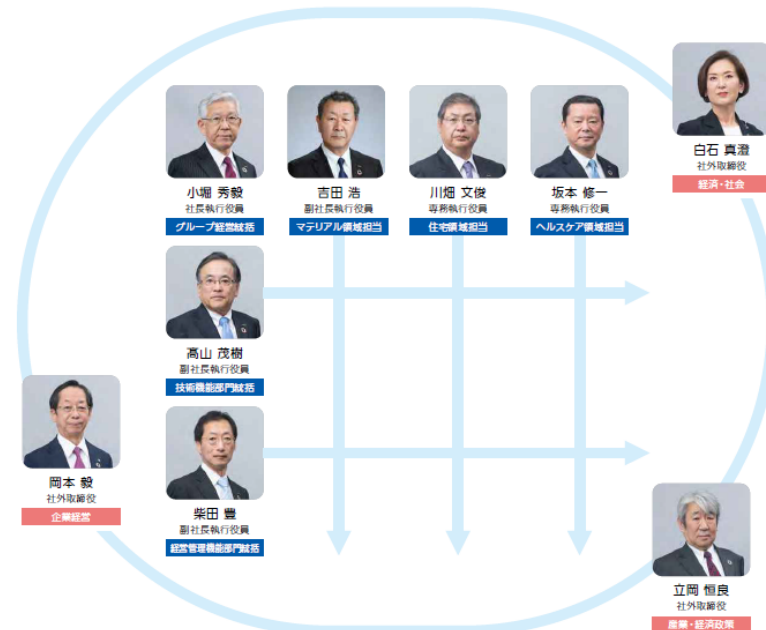 小堀 秀毅
社長執行役員
グループ経営統括
吉田 浩
副社長執行役員
マテリアル領域担当
川畑 文俊
専務執行役員
住宅領域担当
坂本 修一
専務執行役員
ヘルスケア領域担当
白石 真澄
社外取締役
経済・社会
髙山 茂樹
副社長執行役員
技術機能部門統括
岡本 毅
社外取締役
企業経営
柴田 豊
副社長執行役員
経営管理機能部門統括
立岡 恒良
社外取締役
産業・経済政策